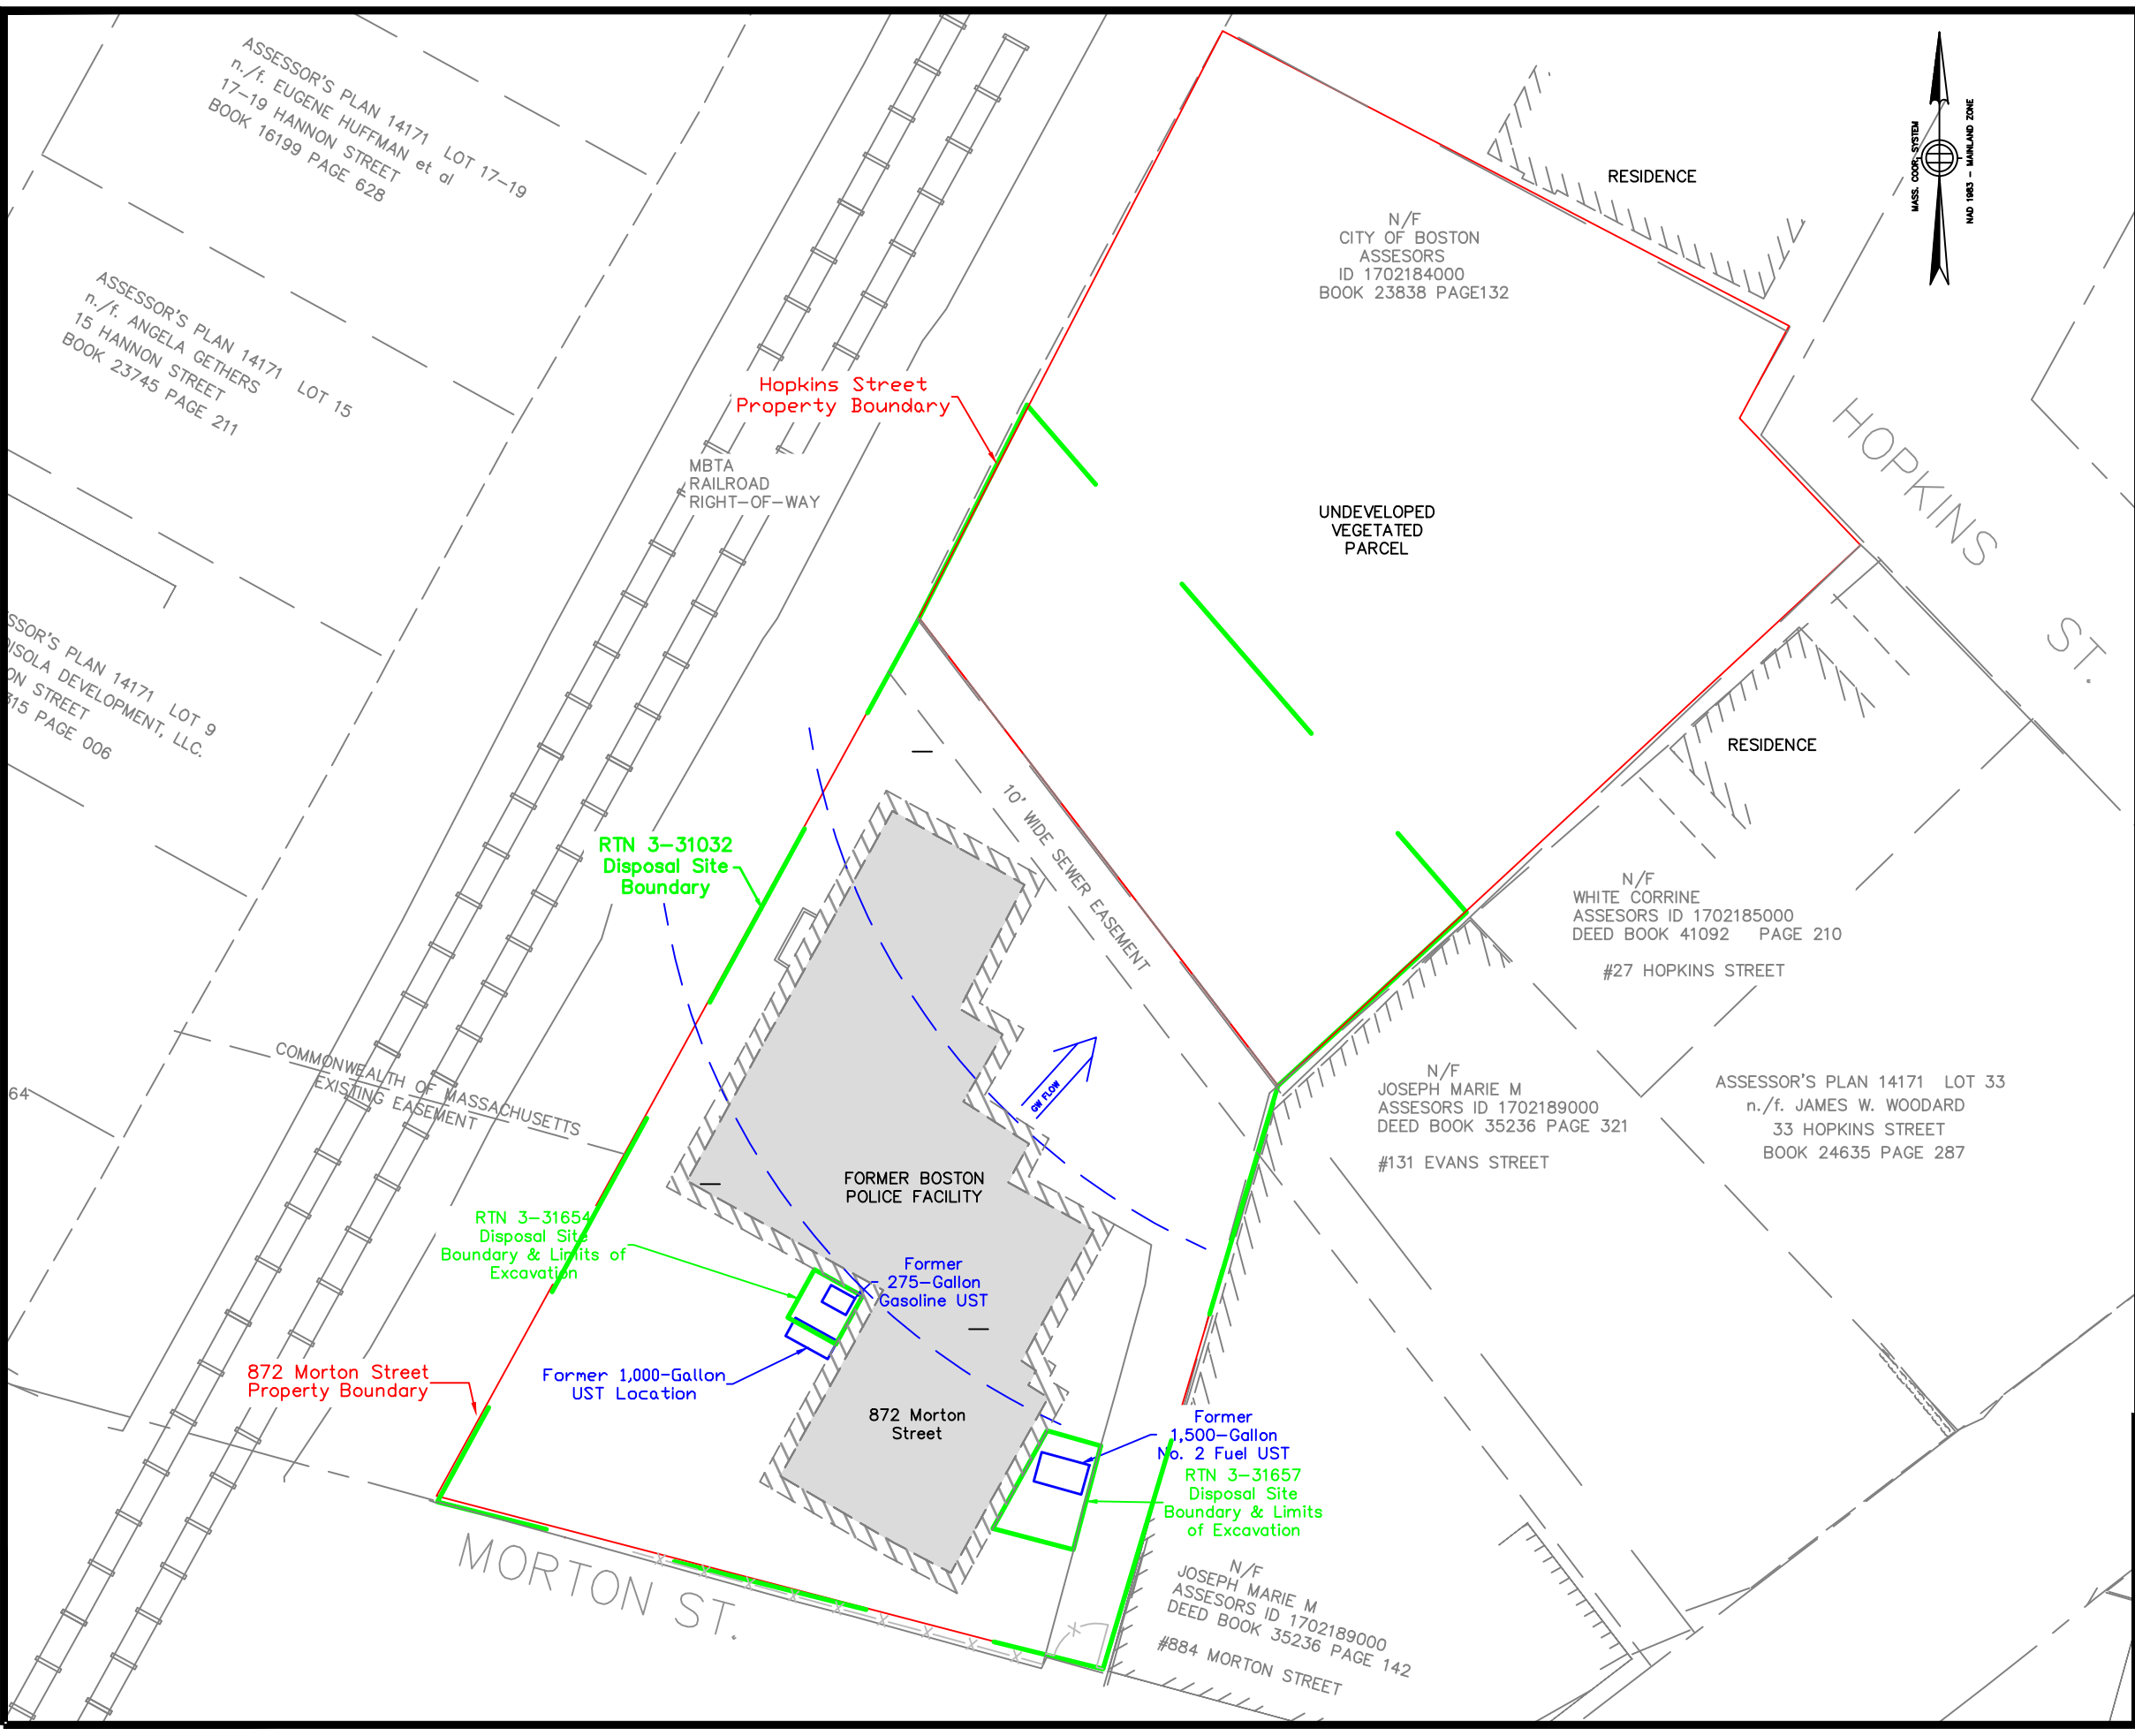 ASSESSOR'S PLAN 14171 LOT 17-19
n./f. EUGENE HUFFMAN et al
17-19 HANNON STREET
BOOK 16199 PAGE 628
MASS. COOR. SYSTEM
NAD 1983 - MAINLAND ZONE
RESIDENCE
N/F
CITY OF BOSTON
ASSESORS
ID 1702184000
BOOK 23838 PAGE132
ASSESSOR'S PLAN 14171 LOT 15
n./f. ANGELA GETHERS
15 HANNON STREET
BOOK 23745 PAGE 211
Hopkins Street
Property Boundary
MBTA
RAILROAD
RIGHT-OF-WAY
UNDEVELOPED
VEGETATED
PARCEL
HOPKINS ST.
SSOR'S PLAN 14171 LOT 9
DISOLA DEVELOPMENT, LLC.
ON STREET
315 PAGE 006
RESIDENCE
10' WIDE SEWER EASEMENT
RTN 3-31032
Disposal Site
Boundary
N/F
WHITE CORRINE
ASSESORS ID 1702185000
DEED BOOK 41092 PAGE 210
#27 HOPKINS STREET
COMMONWEALTH OF MASSACHUSETTS
EXISTING EASEMENT
64
GW FLOW
N/F
JOSEPH MARIE M
ASSESORS ID 1702189000
DEED BOOK 35236 PAGE 321
#131 EVANS STREET
ASSESSOR'S PLAN 14171 LOT 33
n./f. JAMES W. WOODARD
33 HOPKINS STREET
BOOK 24635 PAGE 287
FORMER BOSTON
POLICE FACILITY
RTN 3-31654
Disposal Site
Boundary & Limits of
Excavation
Former
275-Gallon
Gasoline UST
872 Morton Street
Property Boundary
Former 1,000-Gallon
UST Location
872 Morton
Street
Former
1,500-Gallon
No. 2 Fuel UST
RTN 3-31657
Disposal Site
Boundary & Limits
of Excavation
MORTON ST.
N/F
JOSEPH MARIE M
ASSESORS ID 1702189000
DEED BOOK 35236 PAGE 142
#884 MORTON STREET